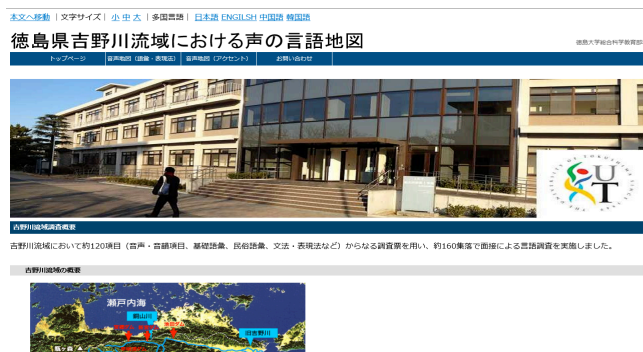 本文へ移動 | 文字サイズ | 小 中 大 | 多国言語 | 日本語 ENGILSH 中国語 韓国語
徳島県吉野川流域における声の言語地図
徳島大学総合科学教育部
トップページ 音声地図(語彙・表現法) 音声地図(アクセント) お問い合わせ
吉野川流域調査概要
吉野川流域において約120項目(音声・音韻項目、基礎語彙、民俗語彙、文法・表現法など)からなる調査票を用い、約160集落で面接による言語調査を実施しました。
吉野川流域の概要
瀬戸内海
銅山川
旧吉野川